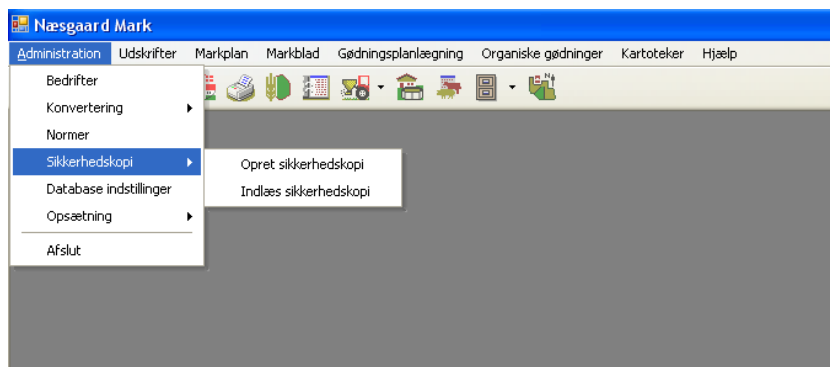 Næsgaard Mark
Administration Udskrifter Markplan Markblad Gødningsplanlægning Organiske gødninger Kartoteker Hjælp
Bedrifter
Konvertering
Normer
Sikkerhedskopi
Opret sikkerhedskopi
Database indstillinger
Indlæs sikkerhedskopi
Opsætning
Afslut